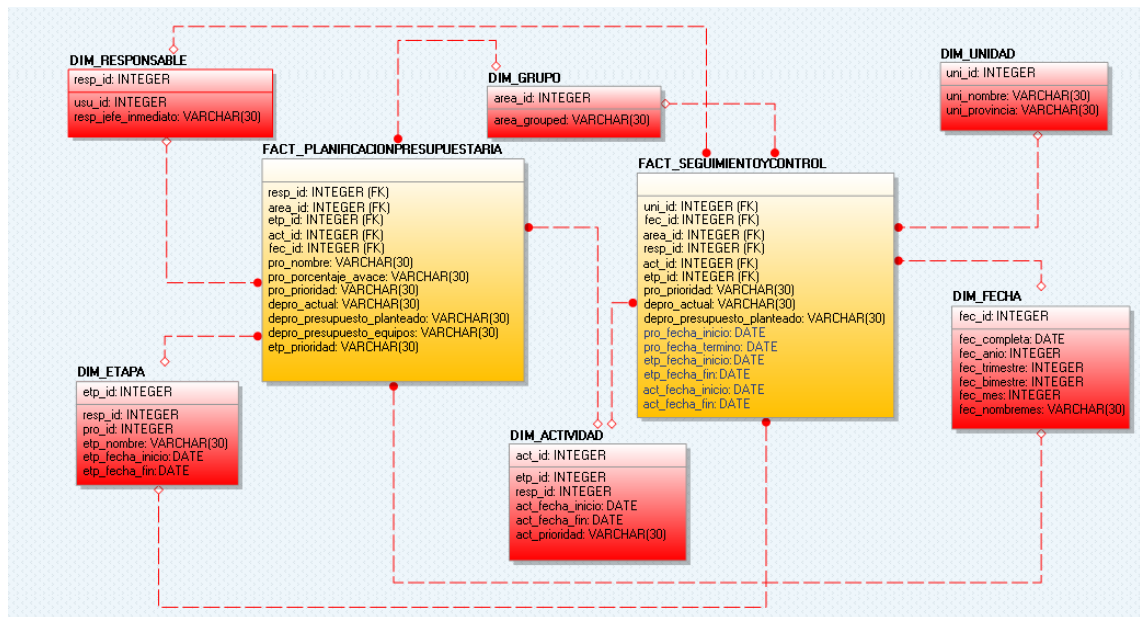 DIM_RESPONSABLE
resp_id: INTEGER
usu_id: INTEGER
resp_jefe_inmediato: VARCHAR(30)
DIM_GRUPO
area_id: INTEGER
area_grouped: VARCHAR(30)
DIM_UNIDAD
uni_id: INTEGER
uni_nombre: VARCHAR(30)
uni_provincia: VARCHAR(30)
FACT_PLANIFICACIONPRESUPUESTARIA
resp_id: INTEGER (FK)
area_id: INTEGER (FK)
etp_id: INTEGER (FK)
act_id: INTEGER (FK)
fec_id: INTEGER (FK)
pro_nombre: VARCHAR(30)
pro_porcentaje_avace: VARCHAR(30)
pro_prioridad: VARCHAR(30)
depro_actual: VARCHAR(30)
depro_presupuesto_planteado: VARCHAR(30)
depro_presupuesto_equipos: VARCHAR(30)
etp_prioridad: VARCHAR(30)
FACT_SEGUIMIENTOYCONTROL
uni_id: INTEGER (FK)
fec_id: INTEGER (FK)
area_id: INTEGER (FK)
resp_id: INTEGER (FK)
act_id: INTEGER (FK)
etp_id: INTEGER (FK)
pro_prioridad: VARCHAR(30)
depro_actual: VARCHAR(30)
depro_presupuesto_planteado: VARCHAR(30)
pro_fecha_inicio: DATE
pro_fecha_termino: DATE
etp_fecha_inicio: DATE
etp_fecha_fin: DATE
act_fecha_inicio: DATE
act_fecha_fin: DATE
DIM_FECHA
fec_id: INTEGER
fec_completa: DATE
fec_anio: INTEGER
fec_trimestre: INTEGER
fec_bimestre: INTEGER
fec_mes: INTEGER
fec_nombremes: VARCHAR(30)
DIM_ETAPA
etp_id: INTEGER
resp_id: INTEGER
pro_id: INTEGER
etp_nombre: VARCHAR(30)
etp_fecha_inicio: DATE
etp_fecha_fin: DATE
DIM_ACTIVIDAD
act_id: INTEGER
etp_id: INTEGER
resp_id: INTEGER
act_fecha_inicio: DATE
act_fecha_fin: DATE
act_prioridad: VARCHAR(30)